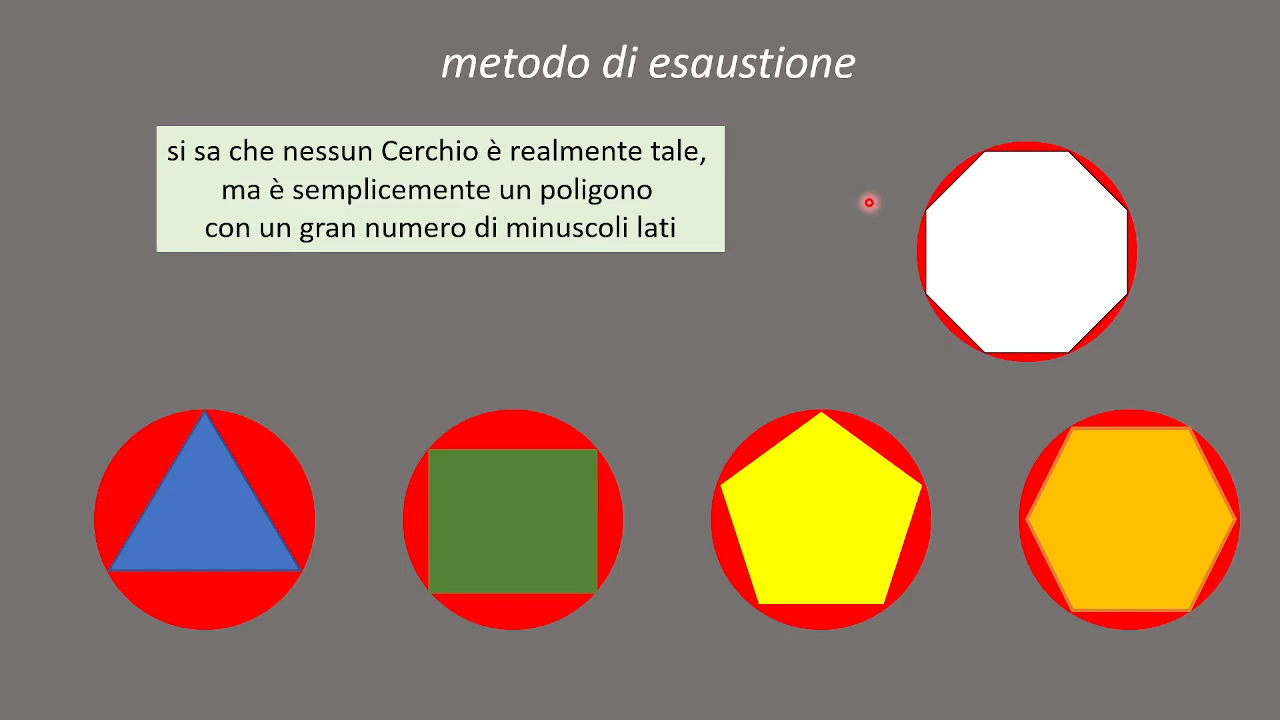 metodo di esaustione
si sa che nessun Cerchio è realmente tale,
ma è semplicemente un poligono
con un gran numero di minuscoli lati